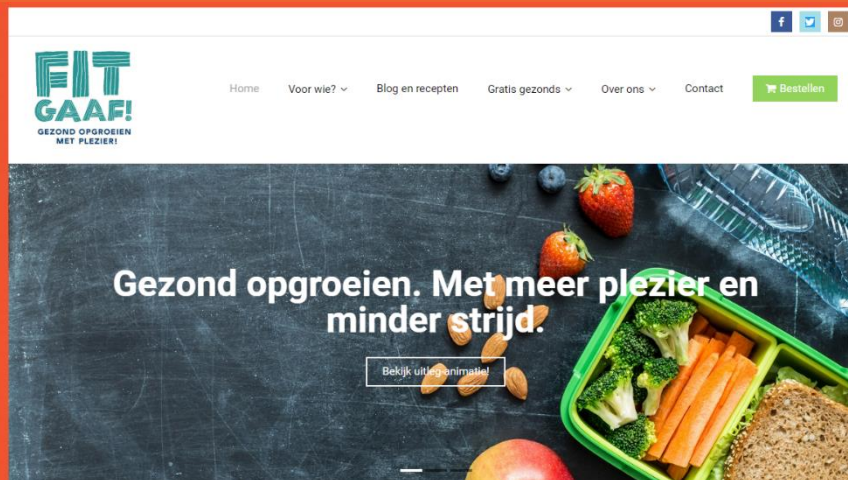 FIT
GAAF!
GEZOND OPGROEIEN
MET PLEZIER!
Home Voor wie? Blog en recepten Gratis gezonds Over ons Contact Bestellen
Gezond opgroeien. Met meer plezier en
minder strijd.
Bekijk uitleg-animatie!